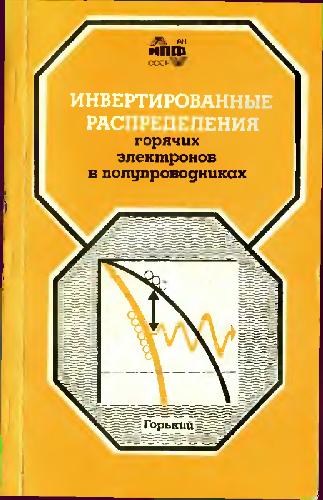 ИПФ АН
СССР
ИНВЕРТИРОВАННЫЕ
РАСПРЕДЕЛЕНИЯ
горячих
электронов
в полупроводниках
Горький